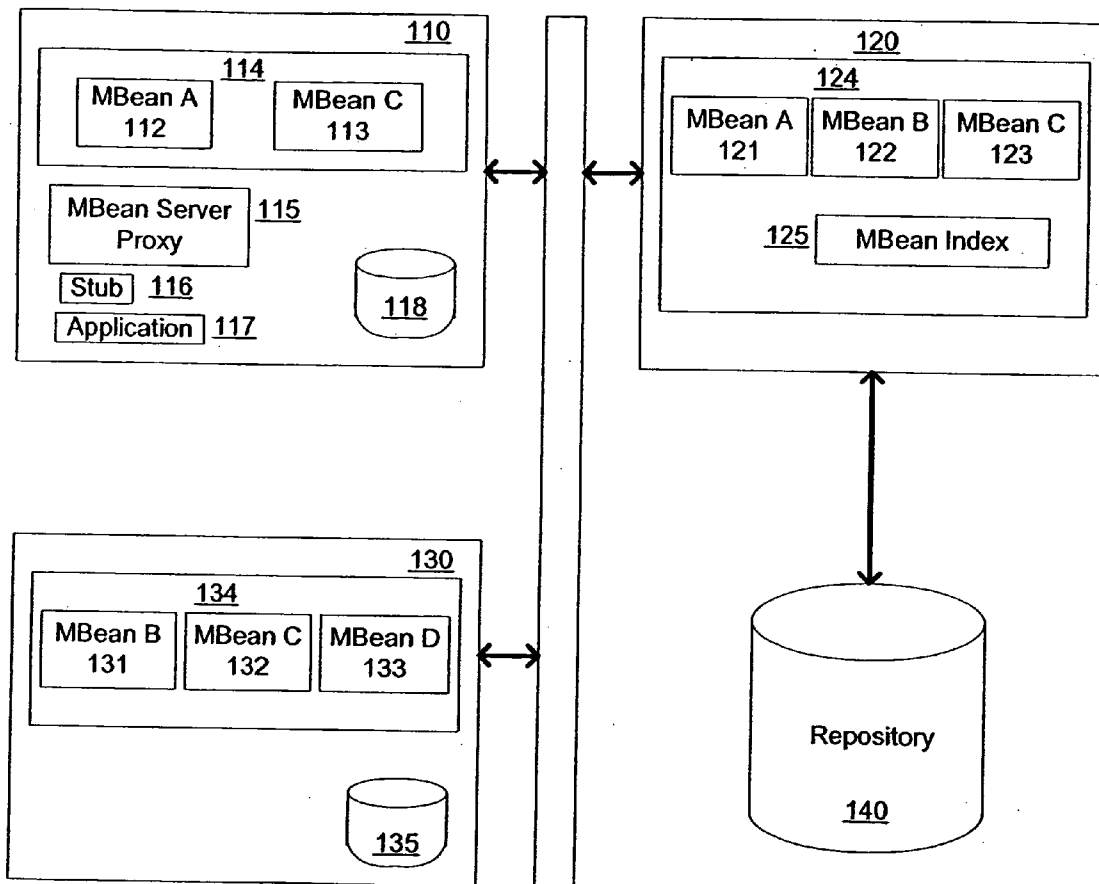 110
114
MBean A
112
MBean C
113
MBean Server
Proxy
115
Stub 116
Application 117
118
120
124
MBean A
121
MBean B
122
MBean C
123
125 MBean Index
130
134
MBean B
131
MBean C
132
MBean D
133
135
Repository
140